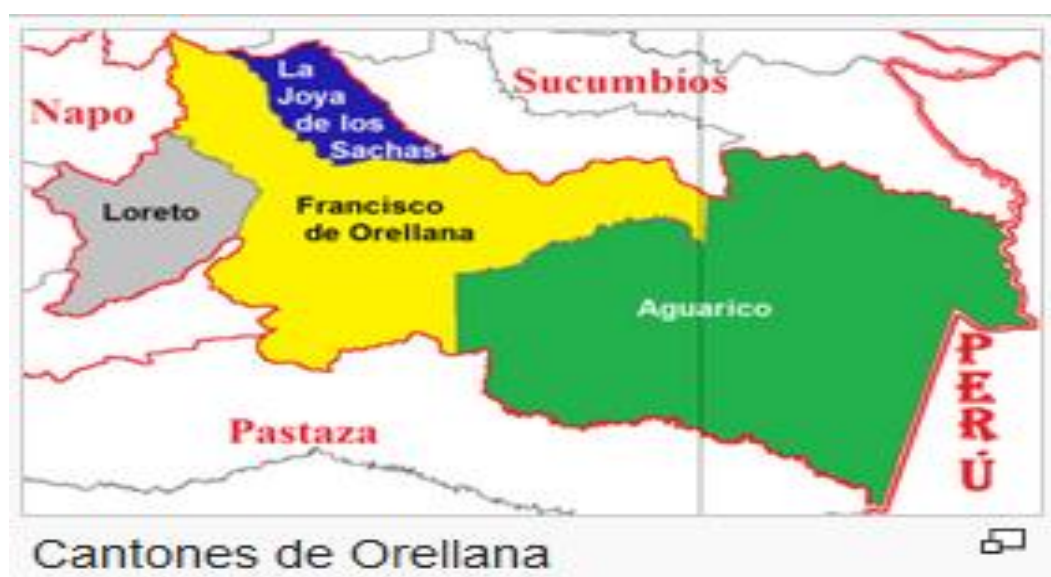 La
Joya
de los
Sachas
Sucumbios
Napo
Loreto
Francisco
de Orellana
Aguarico
PERÚ
Pastaza
Cantones de Orellana